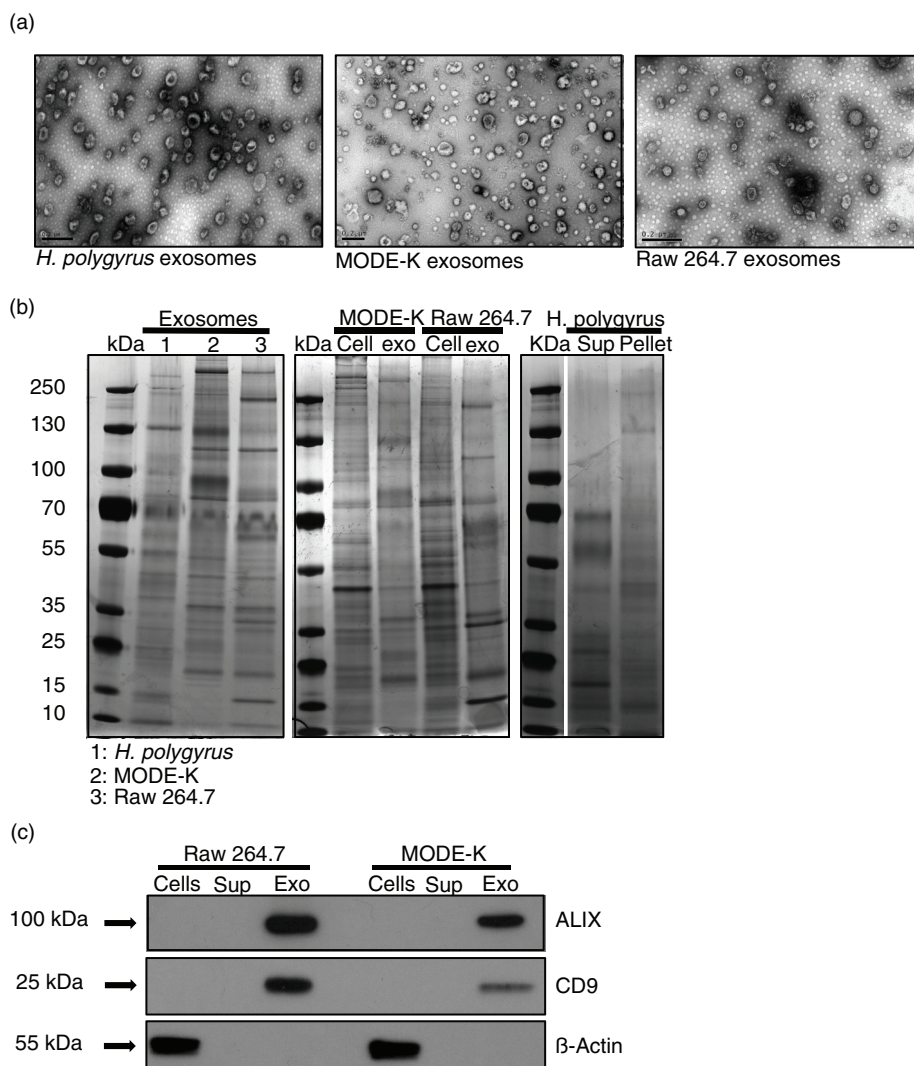 (a)
0.2 µm
H. polygyrus exosomes
MODE-K exosomes
Raw 264.7 exosomes
(b)
Exosomes
kDa 1 2 3
MODE-K Raw 264.7
kDa Cell exo Cell exo
H. polygyrus
KDa Sup Pellet
250
130
100
70
55
35
25
15
10
1: H. polygyrus
2: MODE-K
3: Raw 264.7
(c)
Raw 264.7 MODE-K
Cells Sup Exo Cells Sup Exo
100 kDa ALIX
25 kDa CD9
55 kDa ß-Actin